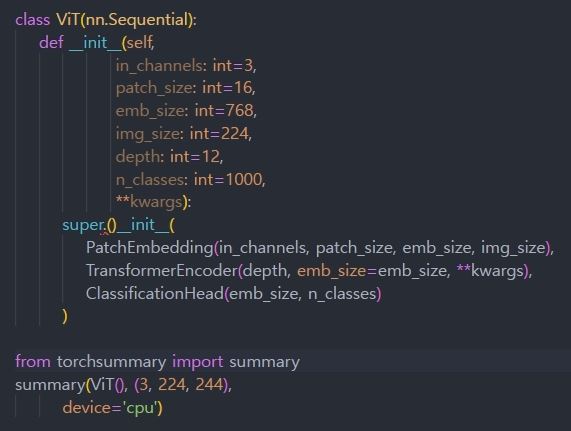 class ViT(nn.Sequential):
    def __init__(self,
                 in_channels: int=3,
                 patch_size: int=16,
                 emb_size: int=768,
                 img_size: int=224,
                 depth: int=12,
                 n_classes: int=1000,
                 **kwargs):
        super.()__init__(
            PatchEmbedding(in_channels, patch_size, emb_size, img_size),
            TransformerEncoder(depth, emb_size=emb_size, **kwargs),
            ClassificationHead(emb_size, n_classes)
        )
from torchsummary import summary
summary(ViT(), (3, 224, 244),
        device='cpu')